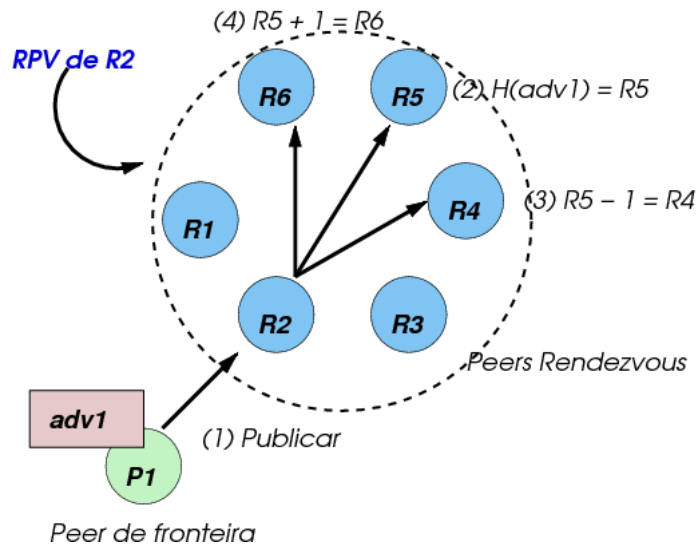 (4) R5 + 1 = R6
RPV de R2
R6
R5
(2) H(adv1) = R5
R1
R4
(3) R5 – 1 = R4
R2
R3
Peers Rendezvous
adv1
(1) Publicar
P1
Peer de fronteira